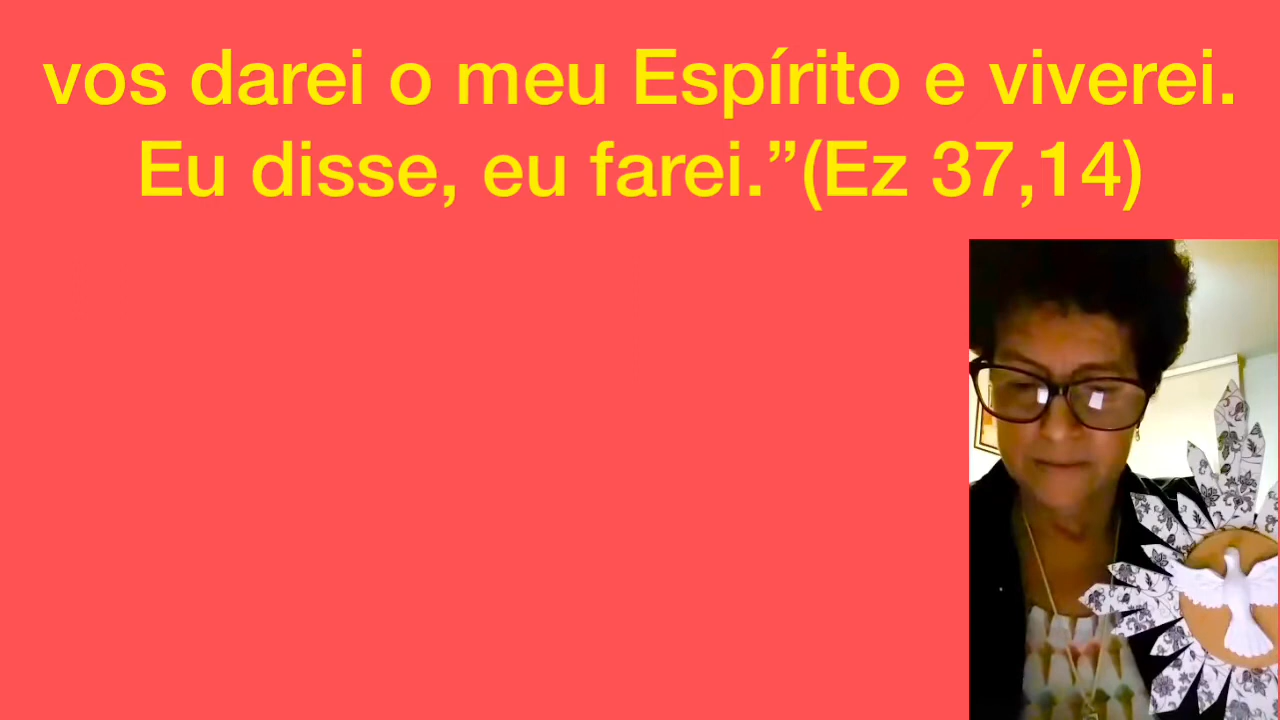 vos darei o meu Espírito e viverei.
Eu disse, eu farei.”(Ez 37,14)